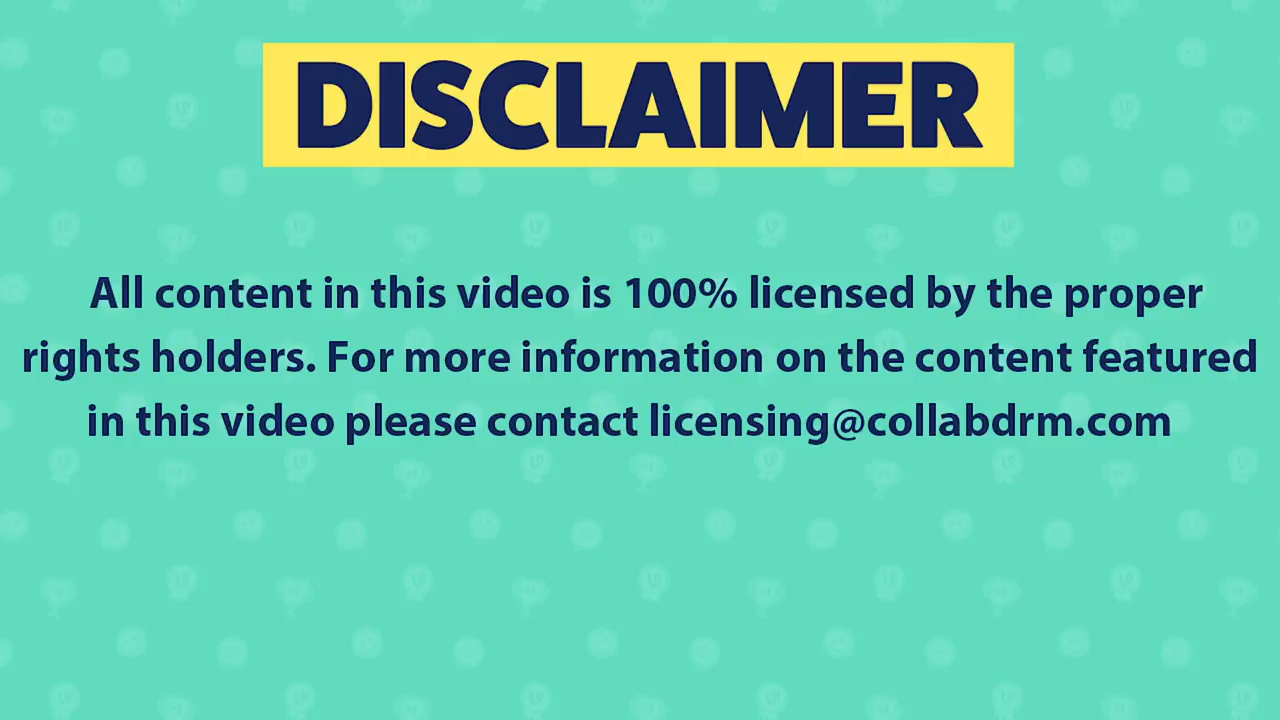 DISCLAIMER
All content in this video is 100% licensed by the proper
rights holders. For more information on the content featured
in this video please contact licensing@collabdrm.com